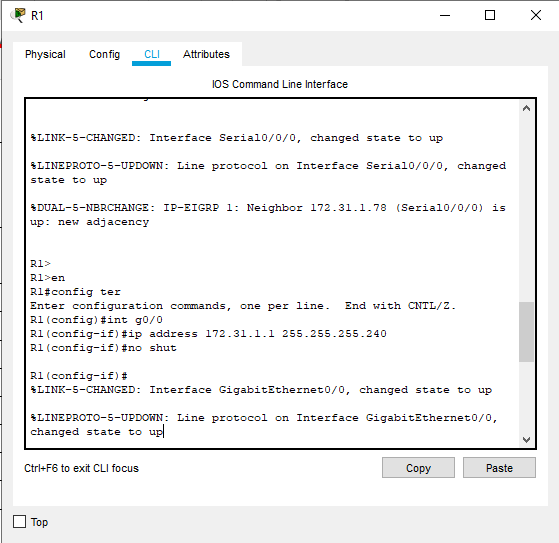 R1
Physical Config CLI Attributes
IOS Command Line Interface
%LINK-5-CHANGED: Interface Serial0/0/0, changed state to up
%LINEPROTO-5-UPDOWN: Line protocol on Interface Serial0/0/0, changed
state to up
%DUAL-5-NBRCHANGE: IP-EIGRP 1: Neighbor 172.31.1.78 (Serial0/0/0) is
up: new adjacency
R1>
R1>en
R1#config ter
Enter configuration commands, one per line.  End with CNTL/Z.
R1(config)#int g0/0
R1(config-if)#ip address 172.31.1.1 255.255.255.240
R1(config-if)#no shut
R1(config-if)#
%LINK-5-CHANGED: Interface GigabitEthernet0/0, changed state to up
%LINEPROTO-5-UPDOWN: Line protocol on Interface GigabitEthernet0/0,
changed state to up
Ctrl+F6 to exit CLI focus
Copy Paste
Top